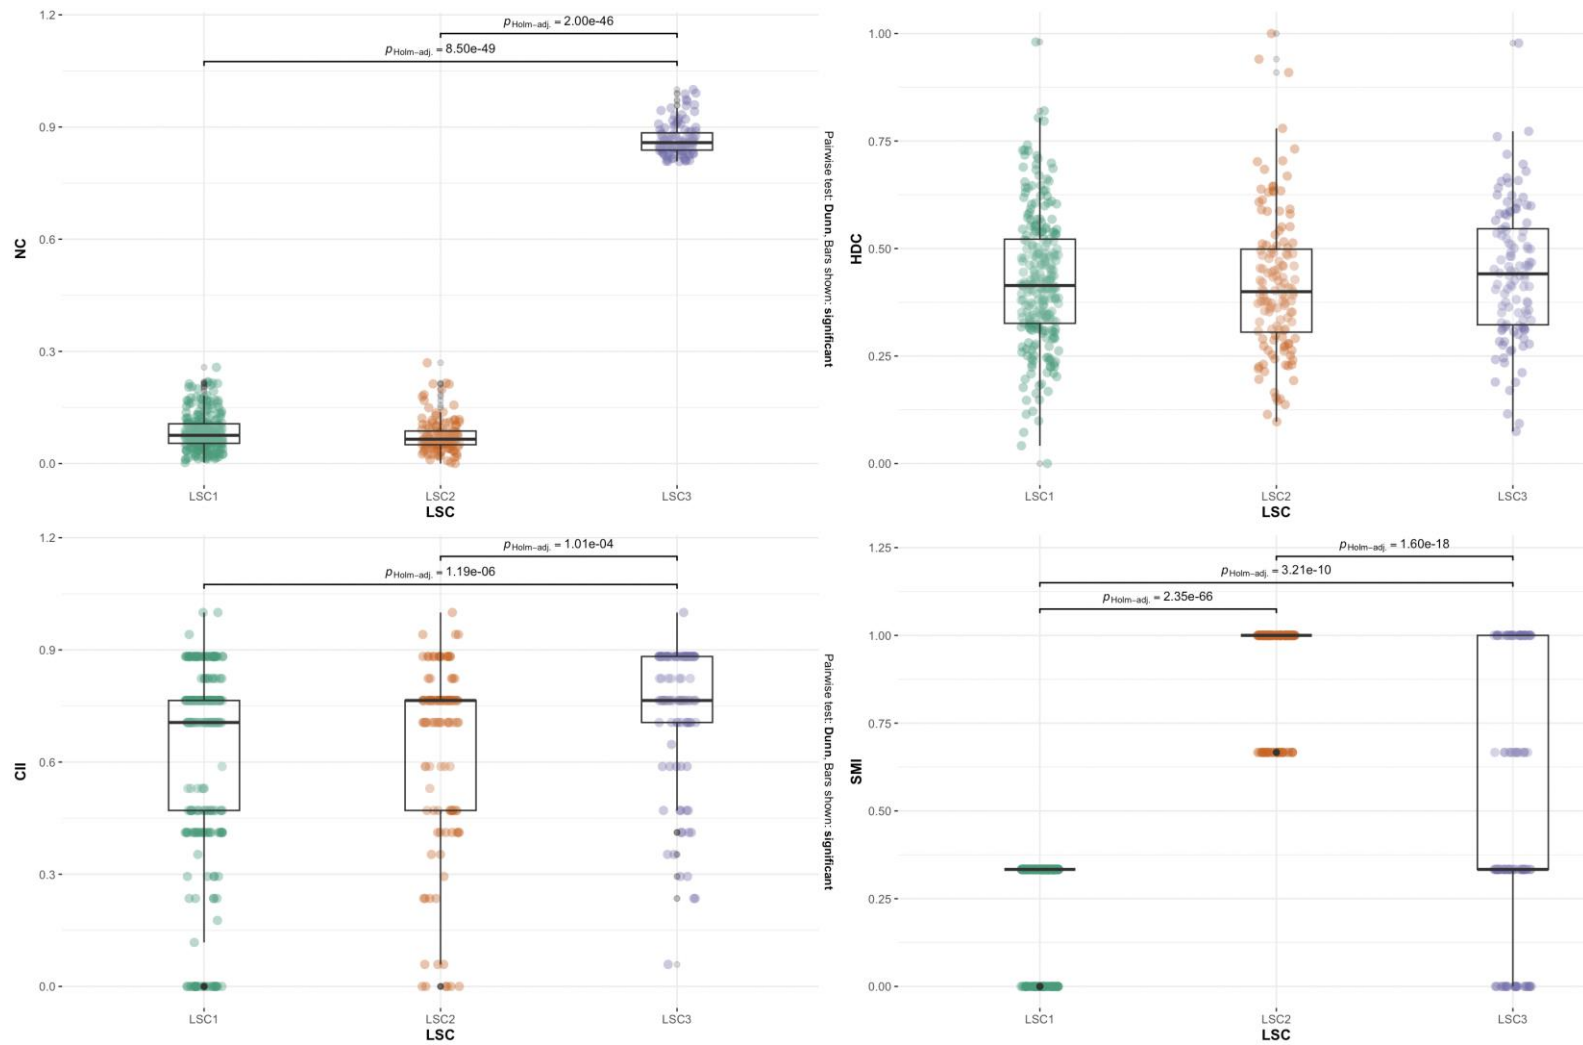 1.2
0.9
0.6
0.3
0.0
NC
pHolm−adj. = 2.00e-46
pHolm−adj. = 8.50e-49
LSC1
LSC2
LSC3
LSC
Pairwise test: Dunn, Bars shown: significant
1.00
0.75
0.50
0.25
0.00
HDC
LSC1
LSC2
LSC3
LSC
1.2
0.9
0.6
0.3
0.0
CII
pHolm−adj. = 1.01e-04
pHolm−adj. = 1.19e-06
LSC1
LSC2
LSC3
LSC
Pairwise test: Dunn, Bars shown: significant
1.25
1.00
0.75
0.50
0.25
0.00
SMI
pHolm−adj. = 1.60e-18
pHolm−adj. = 3.21e-10
pHolm−adj. = 2.35e-66
LSC1
LSC2
LSC3
LSC